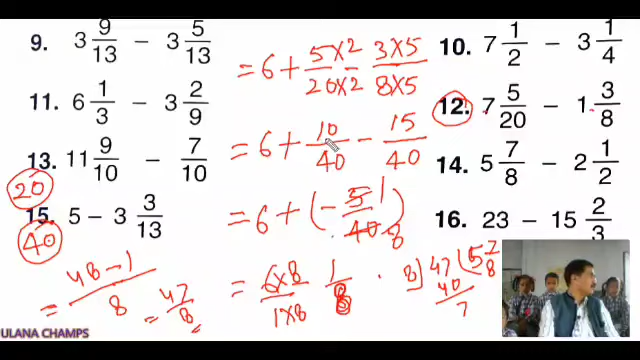 9. 3 9/13 − 3 5/13
10. 7 1/2 − 3 1/4
= 6 + 5×2/20×2 − 3×5/8×5
11. 6 1/3 − 3 2/9
12. 7 5/20 − 1 3/8
= 6 + 10/40 − 15/40
13. 11 9/10 − 7/10
14. 5 7/8 − 2 1/2
20
15. 5 − 3 3/13
= 6 + (− 5 1/40 8)
16. 23 − 15 2/3
40
= 48−1/8 = 47/8
= 6×8/1×8 1/8
8) 47 (5 7/8
40
7
ULANA CHAMPS